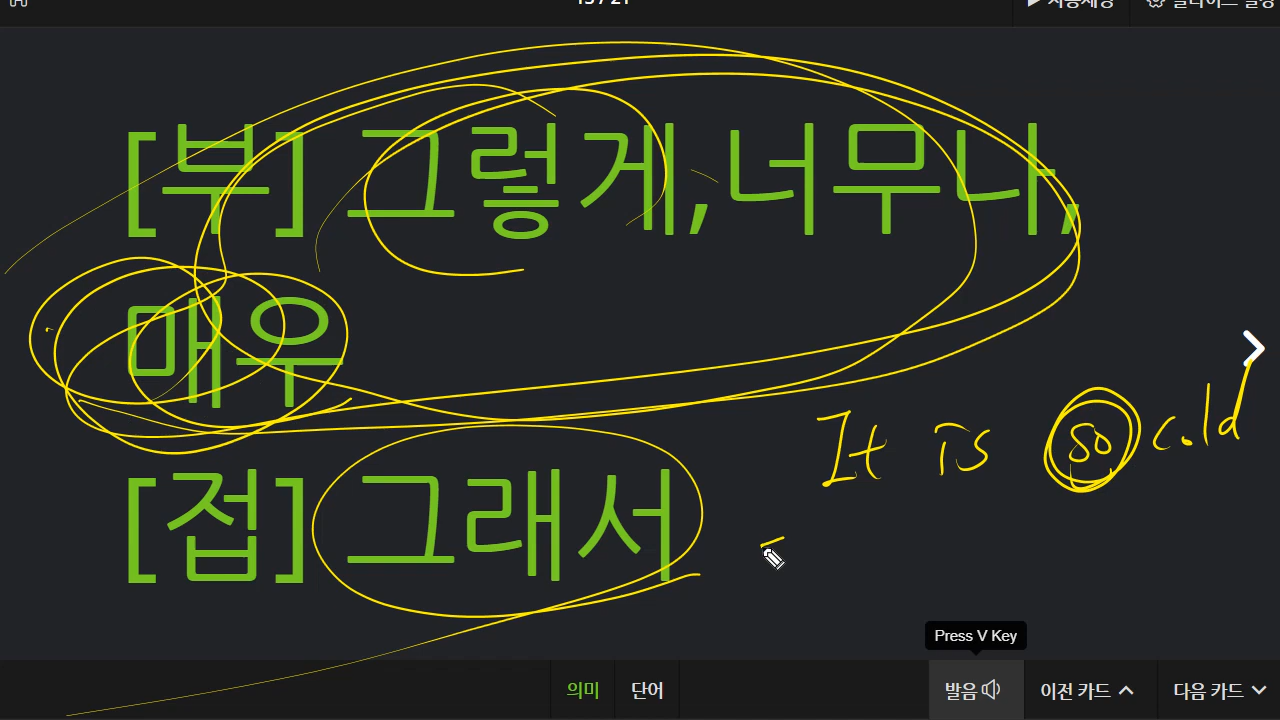 [부] 그렇게,너무나,
매우
It is so cold
[접] 그래서
Press V Key
의미 단어 발음 이전 카드 다음 카드